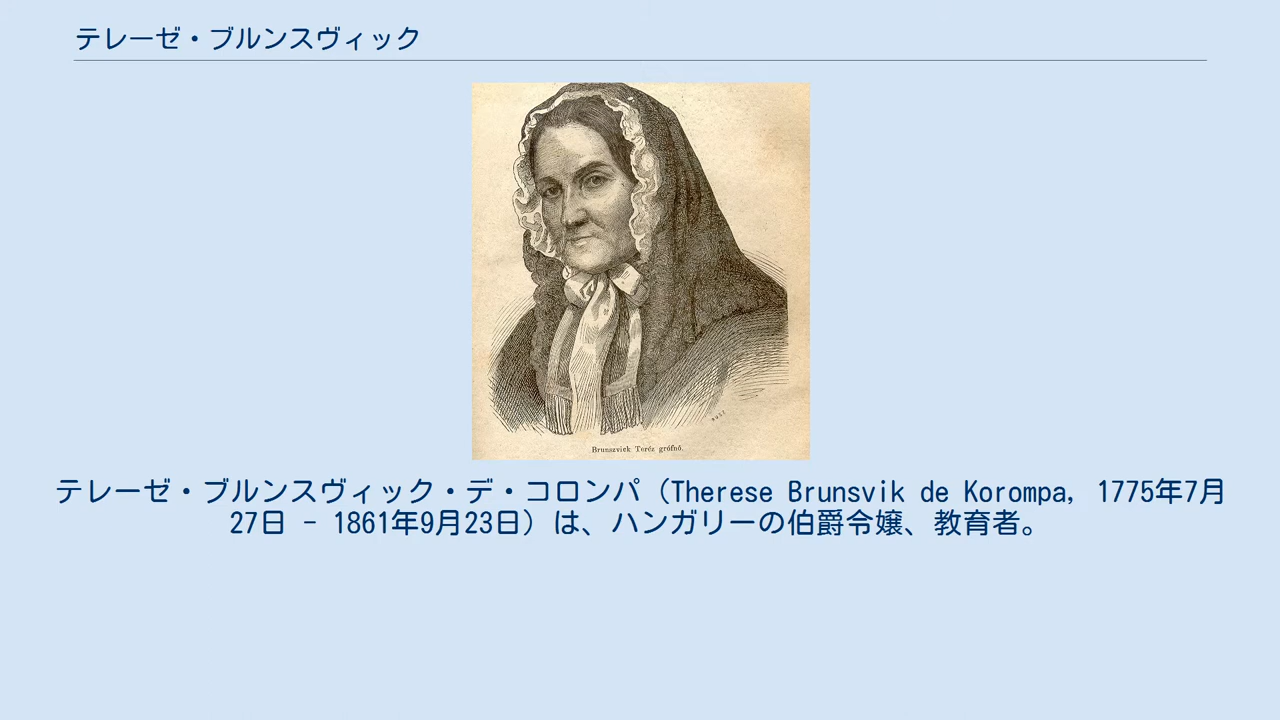 テレーゼ・ブルンスヴィック
Brunszvick Teréz grófnő.
テレーゼ・ブルンスヴィック・デ・コロンパ（Therese Brunsvik de Korompa, 1775年7月
27日 - 1861年9月23日）は、ハンガリーの伯爵令嬢、教育者。